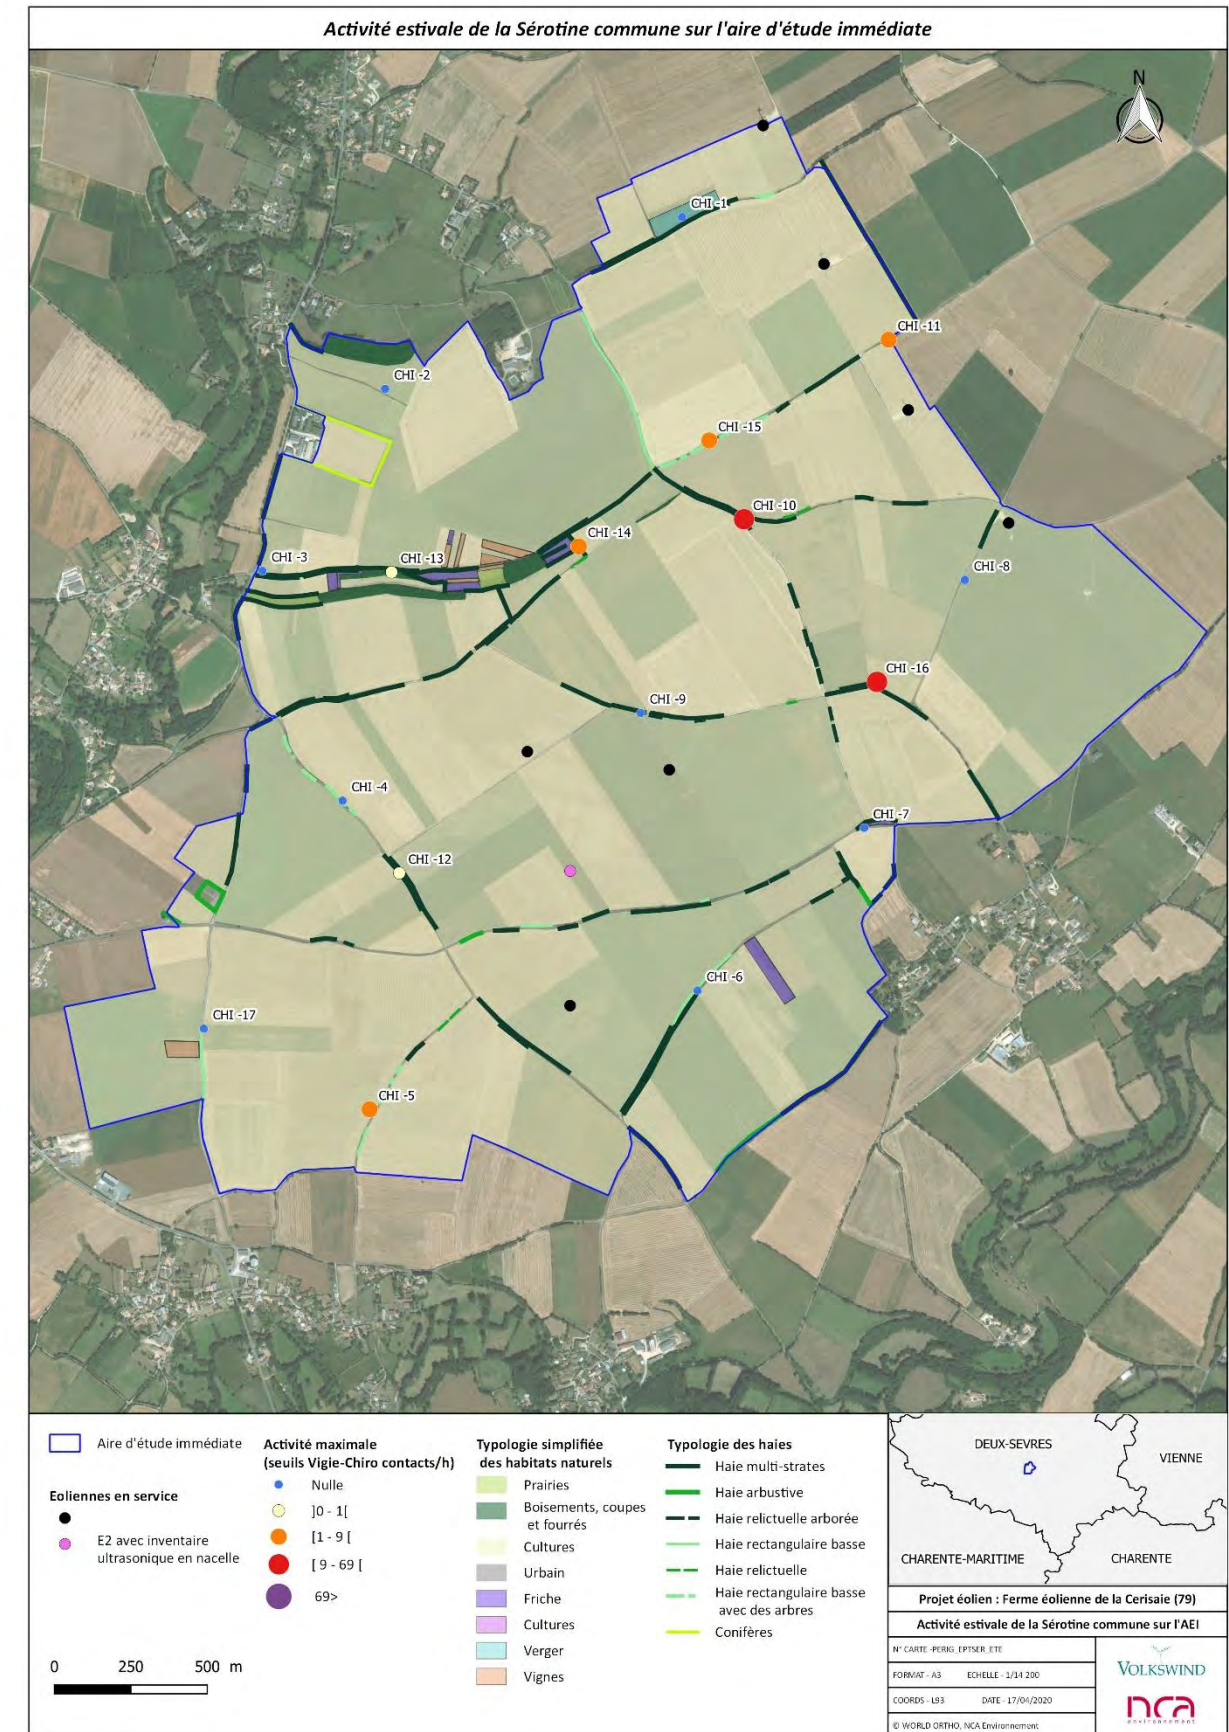 Activité estivale de la Sérotine commune sur l'aire d'étude immédiate
N
CHI -1
CHI -11
CHI -2
CHI -15
CHI -10
CHI -14
CHI -3
CHI -13
CHI -8
CHI -16
CHI -9
CHI -4
CHI -7
CHI -12
CHI -6
CHI -17
CHI -5
Aire d'étude immédiate
Eoliennes en service
E2 avec inventaire
ultrasonique en nacelle
0 250 500 m
Activité maximale
(seuils Vigie-Chiro contacts/h)
Nulle
]0 - 1[
[1 - 9 [
[ 9 - 69 [
69>
Typologie simplifiée
des habitats naturels
Prairies
Boisements, coupes
et fourrés
Cultures
Urbain
Friche
Cultures
Verger
Vignes
Typologie des haies
Haie multi-strates
Haie arbustive
Haie relictuelle arborée
Haie rectangulaire basse
Haie relictuelle
Haie rectangulaire basse
avec des arbres
Conifères
DEUX-SEVRES
VIENNE
CHARENTE-MARITIME
CHARENTE
Projet éolien : Ferme éolienne de la Cerisaie (79)
Activité estivale de la Sérotine commune sur l'AEI
N° CARTE -PERIG_EPTSER_ETE
FORMAT - A3 ECHELLE - 1/14 200
COORDS - L93 DATE - 17/04/2020
© WORLD ORTHO, NCA Environnement
VOLKSWIND
nca
environnement